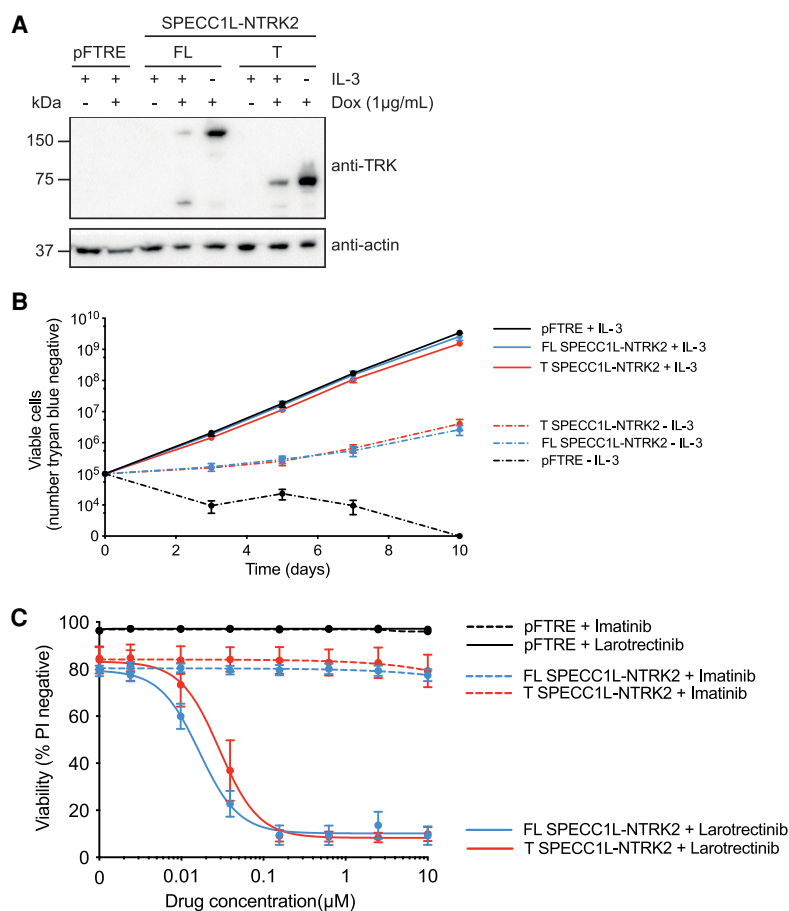 A
SPECC1L-NTRK2
pFTRE FL T
+ + + + - + + - IL-3
kDa - + - + + - + + Dox (1µg/mL)
150
75
anti-TRK
37
anti-actin
B
Viable cells
(number trypan blue negative)
10^10
10^9
10^8
10^7
10^6
10^5
10^4
0
0 2 4 6 8 10
Time (days)
pFTRE + IL-3
FL SPECC1L-NTRK2 + IL-3
T SPECC1L-NTRK2 + IL-3
T SPECC1L-NTRK2 - IL-3
FL SPECC1L-NTRK2 - IL-3
pFTRE - IL-3
C
Viability (% PI negative)
100
80
60
40
20
0
0 0.01 0.1 1 10
Drug concentration(µM)
pFTRE + Imatinib
pFTRE + Larotrectinib
FL SPECC1L-NTRK2 + Imatinib
T SPECC1L-NTRK2 + Imatinib
FL SPECC1L-NTRK2 + Larotrectinib
T SPECC1L-NTRK2 + Larotrectinib